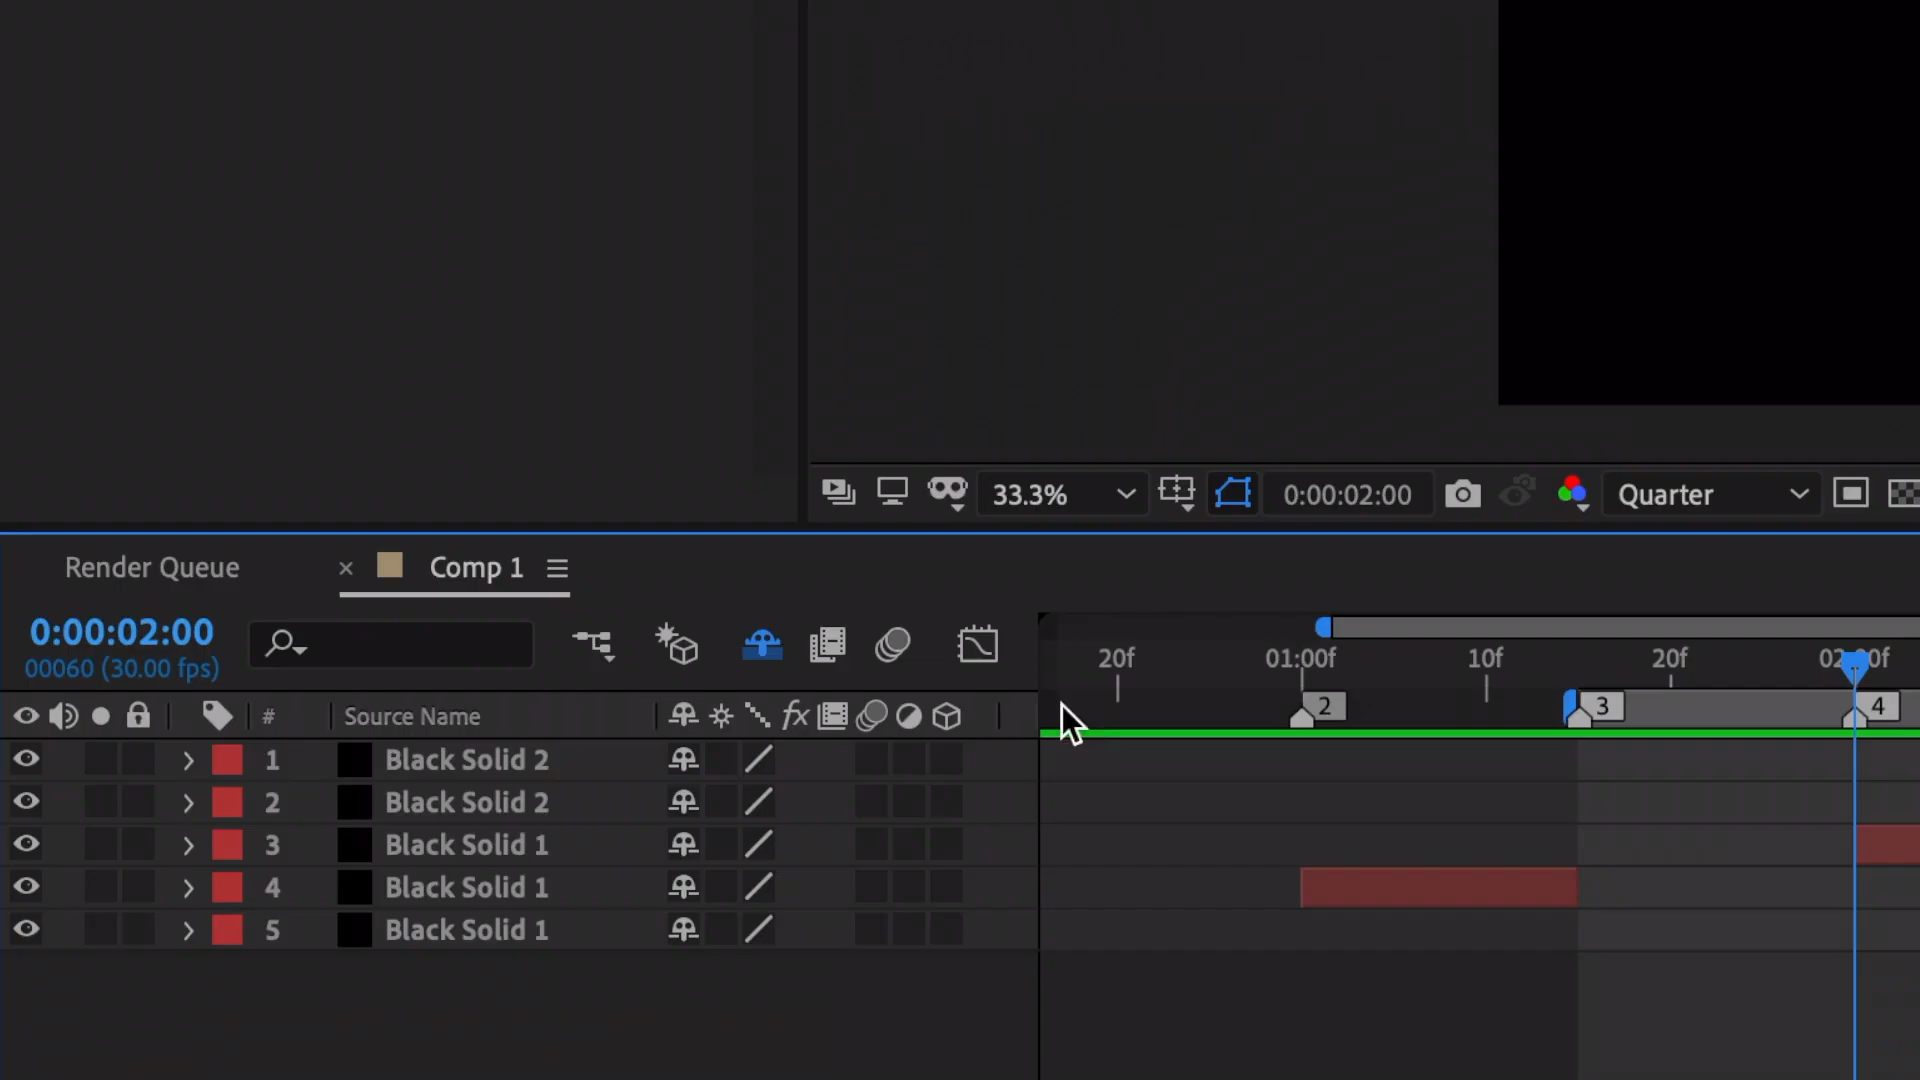 33.3%
0:00:02:00
Quarter
Render Queue
× Comp 1
0:00:02:00
00060 (30.00 fps)
20f 01:00f 10f 20f
2 3 4
# Source Name fx
1 Black Solid 2
2 Black Solid 2
3 Black Solid 1
4 Black Solid 1
5 Black Solid 1